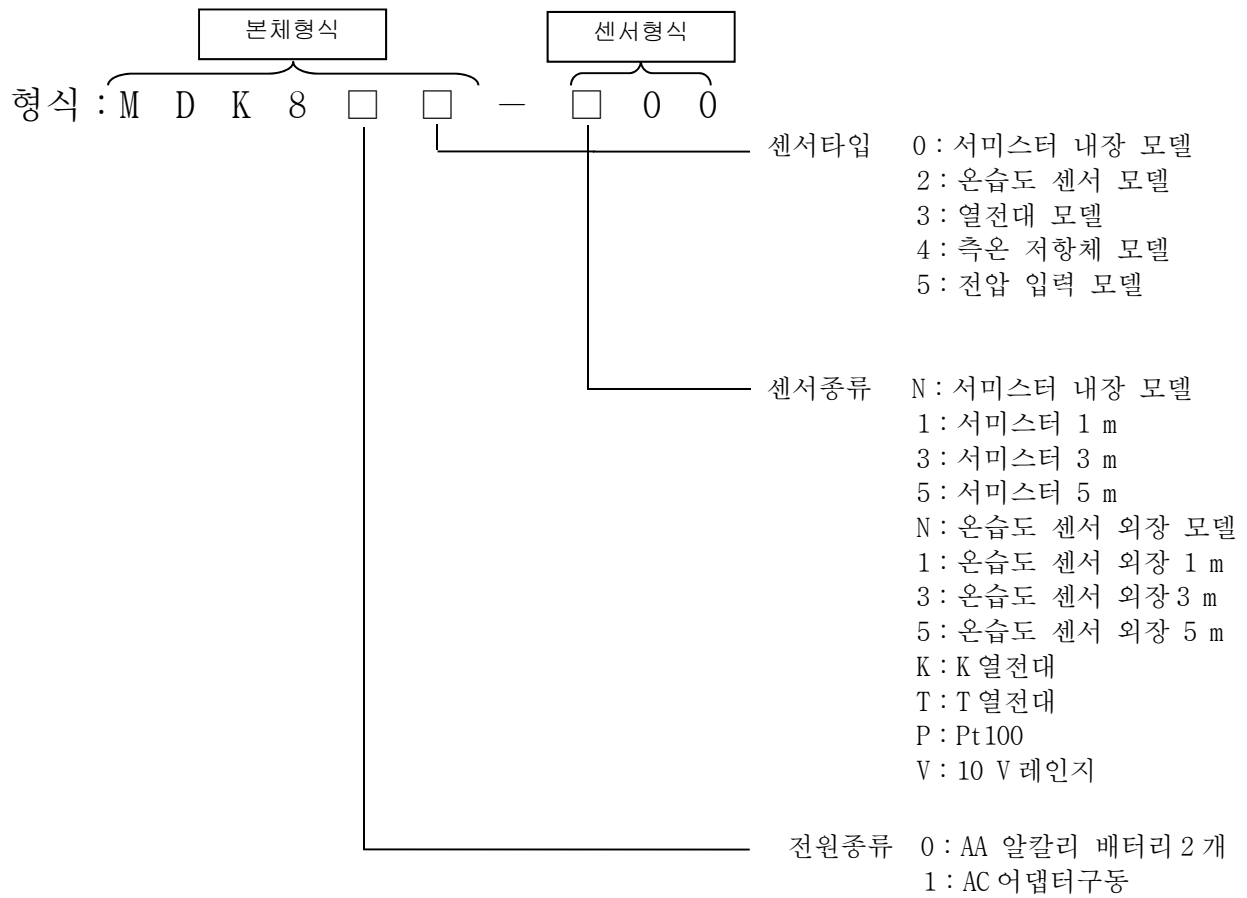 본체형식 센서형식
형식：M D K 8 □ □ － □ 0 0
센서타입 0：서미스터 내장 모델
2：온습도 센서 모델
3：열전대 모델
4：측온 저항체 모델
5：전압 입력 모델
센서종류 N：서미스터 내장 모델
1：서미스터 1 m
3：서미스터 3 m
5：서미스터 5 m
N：온습도 센서 외장 모델
1：온습도 센서 외장 1 m
3：온습도 센서 외장 3 m
5：온습도 센서 외장 5 m
K：K 열전대
T：T 열전대
P：Pt100
V：10 V 레인지
전원종류 0：AA 알칼리 배터리 2 개
1：AC 어댑터구동